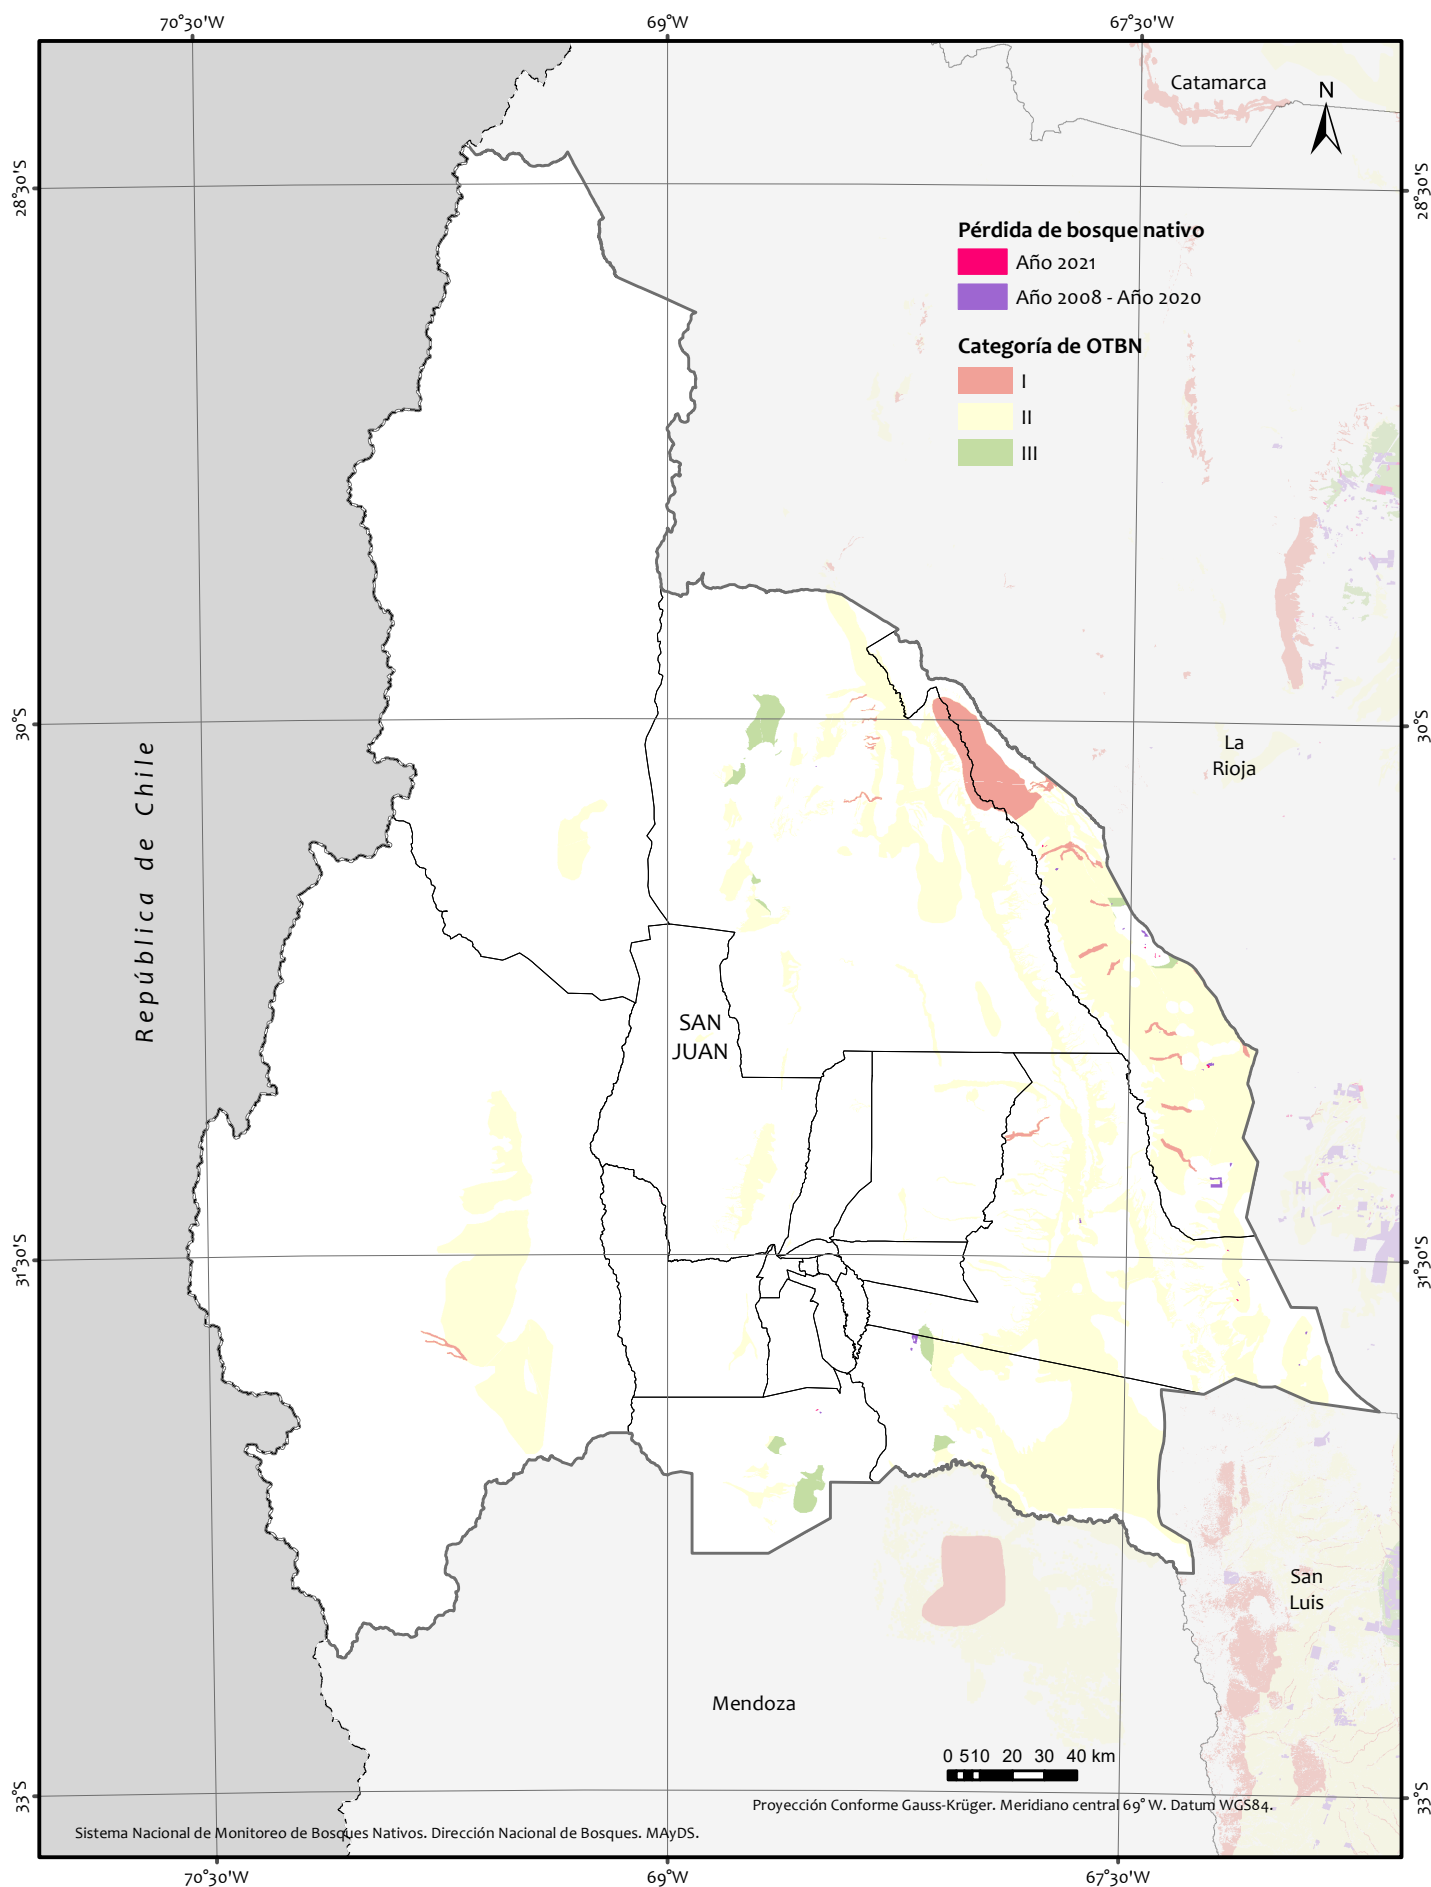 70°30'W 69°W 67°30'W
Catamarca
N
28°30'S 28°30'S
Pérdida de bosque nativo
Año 2021
Año 2008 - Año 2020
Categoría de OTBN
I
II
III
30°S 30°S
La
Rioja
República de Chile
SAN
JUAN
31°30'S 31°30'S
San
Luis
Mendoza
0 510 20 30 40 km
33°S 33°S
Proyección Conforme Gauss-Krüger. Meridiano central 69° W. Datum WGS84.
Sistema Nacional de Monitoreo de Bosques Nativos. Dirección Nacional de Bosques. MAyDS.
70°30'W 69°W 67°30'W